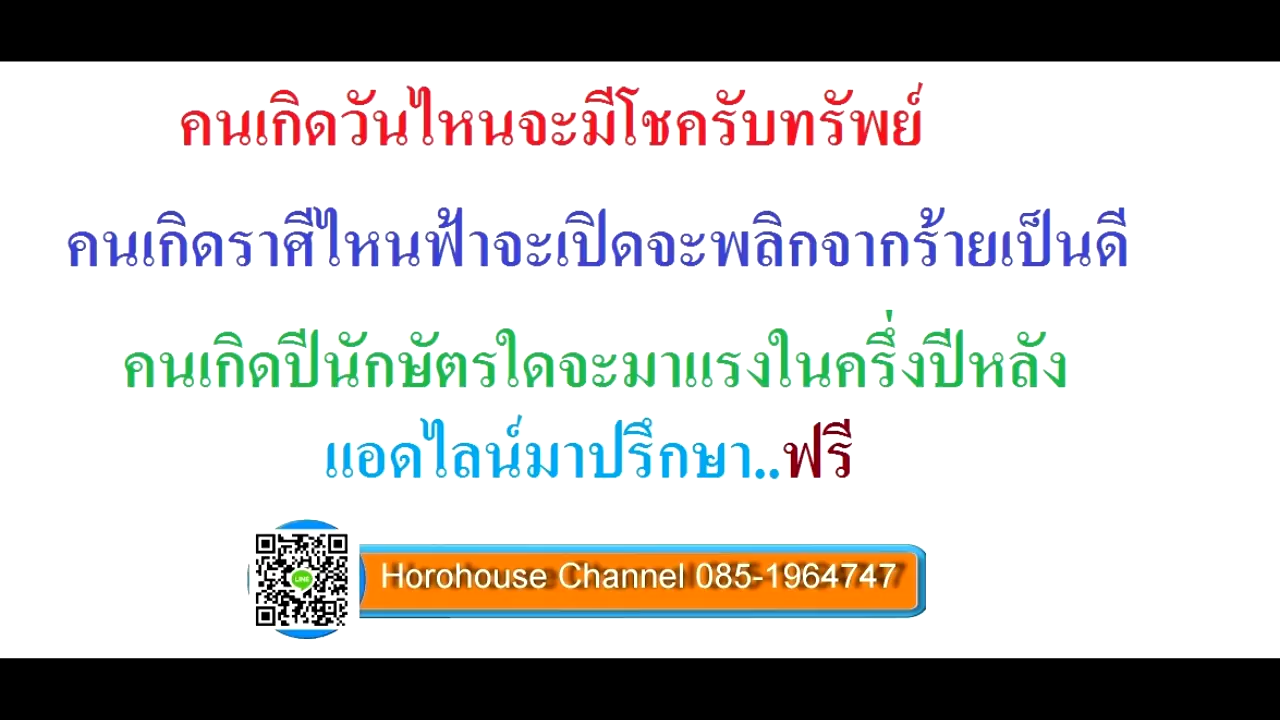 คนเกิดวันไหนจะมีโชครับทรัพย์
คนเกิดราศีไหนฟ้าจะเปิดจะพลิกจากร้ายเป็นดี
คนเกิดปีนักษัตรใดจะมาแรงในครึ่งปีหลัง
แอดไลน์มาปรึกษา..ฟรี
LINE
Horohouse Channel 085-1964747